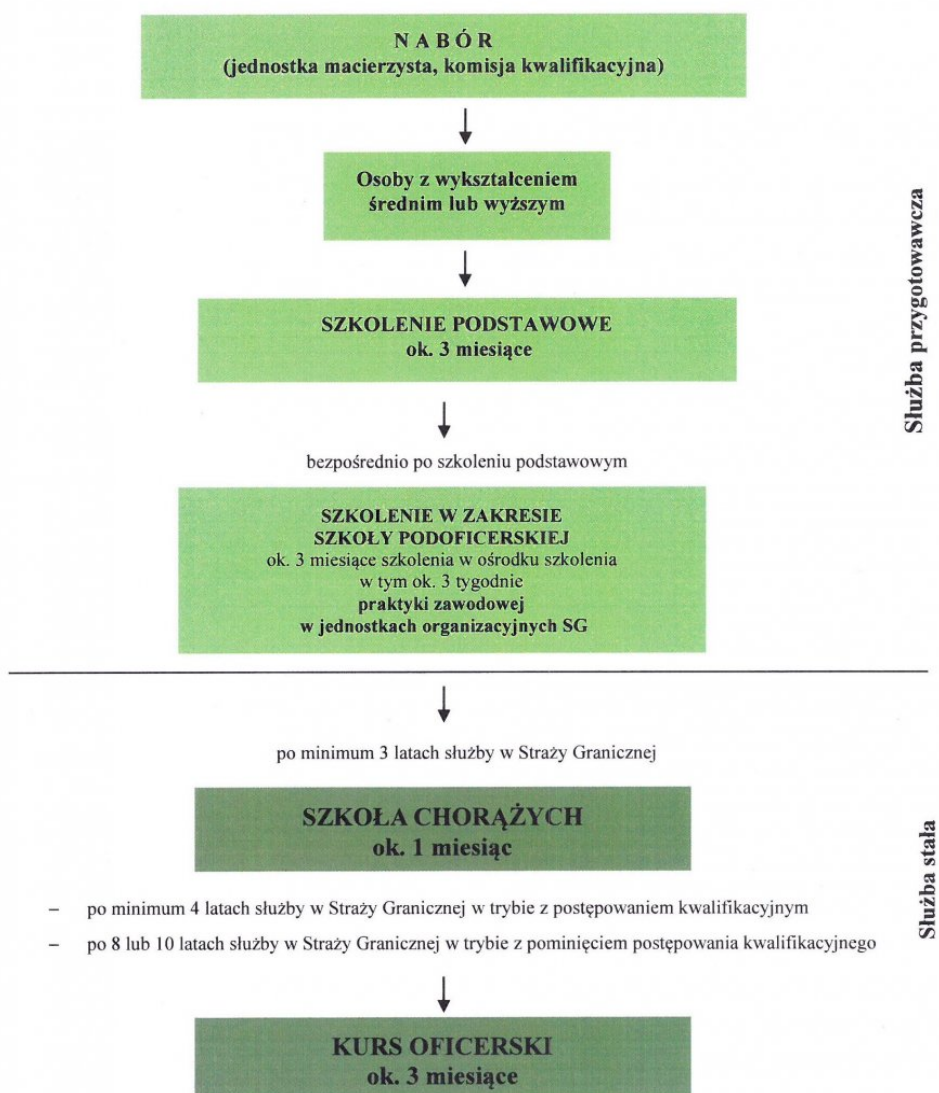 N A B Ó R
(jednostka macierzysta, komisja kwalifikacyjna)
Osoby z wykształceniem
średnim lub wyższym
SZKOLENIE PODSTAWOWE
ok. 3 miesiące
bezpośrednio po szkoleniu podstawowym
SZKOLENIE W ZAKRESIE
SZKOŁY PODOFICERSKIEJ
ok. 3 miesiące szkolenia w ośrodku szkolenia
w tym ok. 3 tygodnie
praktyki zawodowej
w jednostkach organizacyjnych SG
Służba przygotowawcza
po minimum 3 latach służby w Straży Granicznej
SZKOŁA CHORĄŻYCH
ok. 1 miesiąc
– po minimum 4 latach służby w Straży Granicznej w trybie z postępowaniem kwalifikacyjnym
– po 8 lub 10 latach służby w Straży Granicznej w trybie z pominięciem postępowania kwalifikacyjnego
KURS OFICERSKI
ok. 3 miesiące
Służba stała